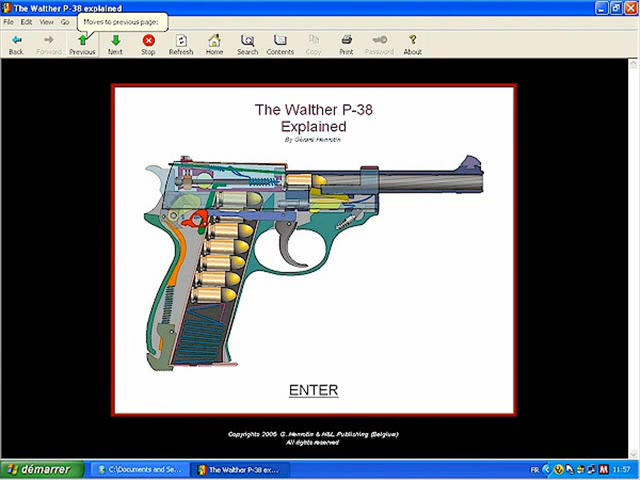 The Walther P-38 explained
File Edit View Go
Moves to previous page.
Back Forward Previous Next Stop Refresh Home Search Contents Copy Print Password About
The Walther P-38
Explained
By Gérard Henrotin
ENTER
Copyrights 2006 G. Henrotin & H&L Publishing (Belgium)
All rights reserved
démarrer C:\Documents and Se... The Walther P-38 ex... FR 11:57